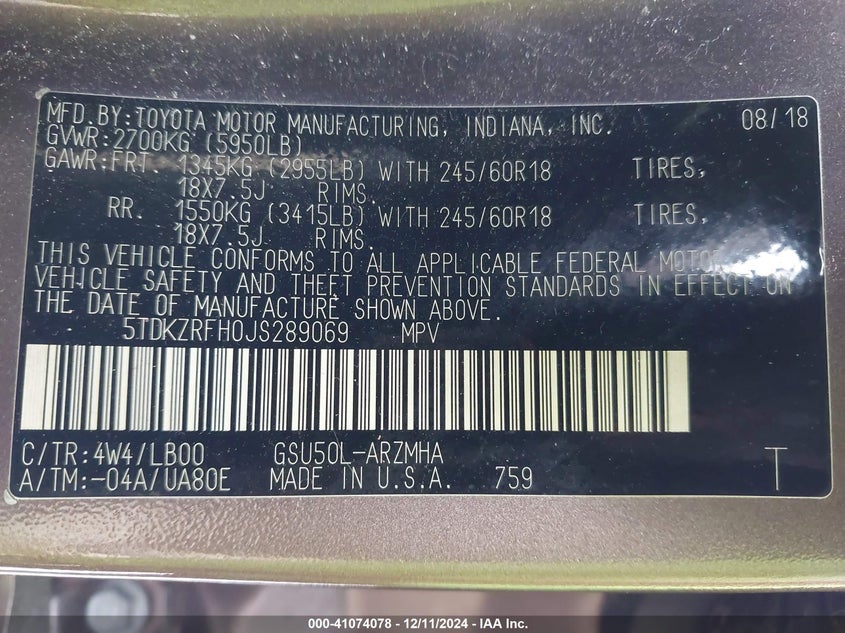 MFD.BY:TOYOTA MOTOR MANUFACTURING, INDIANA, INC. 08/18
GVWR:2700KG (5950LB)
GAWR:FRT. 1345KG (2955LB) WITH 245/60R18 TIRES,
18X7.5J RIMS.
RR. 1550KG (3415LB) WITH 245/60R18 TIRES,
18X7.5J RIMS.
THIS VEHICLE CONFORMS TO ALL APPLICABLE FEDERAL MOTOR
VEHICLE SAFETY AND THEFT PREVENTION STANDARDS IN EFFECT ON
THE DATE OF MANUFACTURE SHOWN ABOVE.
5TDKZRFH0JS289069 MPV
C/TR:4W4/LB00 GSU50L-ARZMHA T
A/TM:-04A/UA80E MADE IN U.S.A. 759
000-41074078 - 12/11/2024 - IAA Inc.